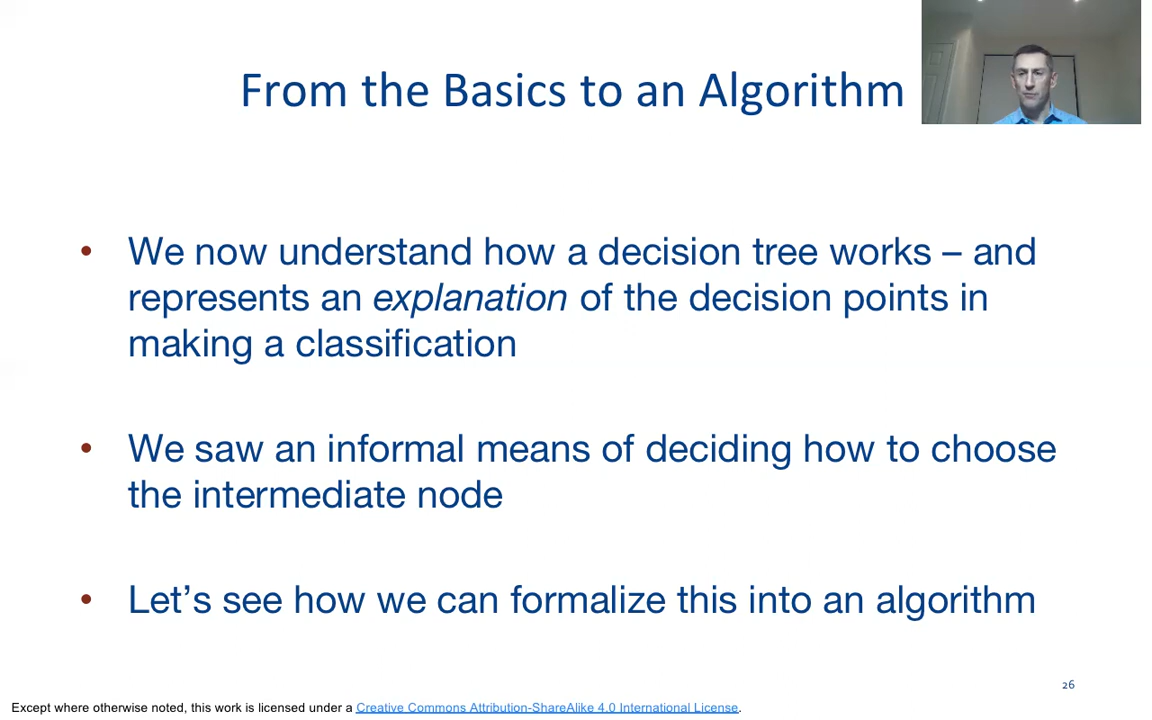 From the Basics to an Algorithm
• We now understand how a decision tree works – and
represents an explanation of the decision points in
making a classification
• We saw an informal means of deciding how to choose
the intermediate node
• Let’s see how we can formalize this into an algorithm
26
Except where otherwise noted, this work is licensed under a Creative Commons Attribution-ShareAlike 4.0 International License.